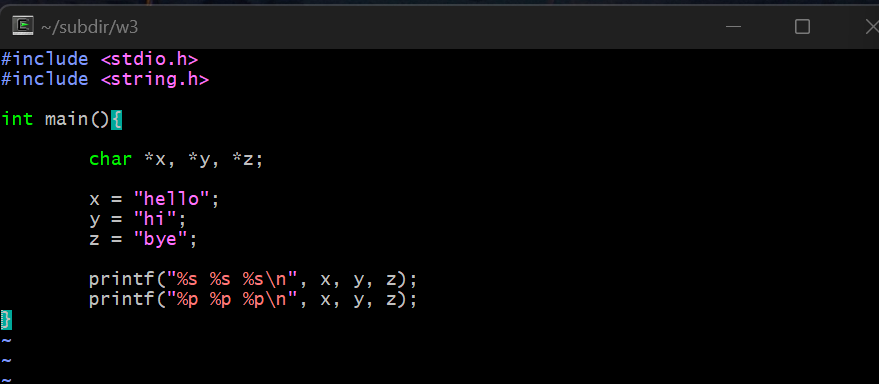 ~/subdir/w3
#include <stdio.h>
#include <string.h>
int main(){
char *x, *y, *z;
x = "hello";
y = "hi";
z = "bye";
printf("%s %s %s\n", x, y, z);
printf("%p %p %p\n", x, y, z);
}
~
~
~